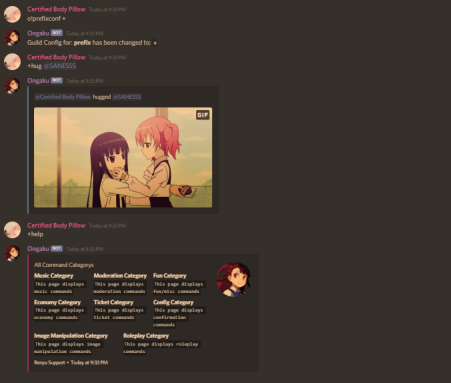 Certified Body Pillow Today at 9:33 PM
o!prefixconf +
Ongaku BOT Today at 9:33 PM
Guild Config for: prefix has been changed to: +
Certified Body Pillow Today at 9:33 PM
+hug @SANESSS
Ongaku BOT Today at 9:33 PM
@Certified Body Pillow hugged @SANESSS
GIF
Certified Body Pillow Today at 9:33 PM
+help
Ongaku BOT Today at 9:33 PM
All Command Categorys
Music Category Moderation Category Fun Category
This page displays This page displays This page displays
music commands moderation commands fun/misc commands
Economy Category Ticket Category Config Category
This page displays This page displays This page displays
economy commands ticket commands confirmation
commands
Image Manipulation Category Roleplay Category
This page displays image This page displays roleplay
manipulation commands commands
Renyu Support • Today at 9:33 PM